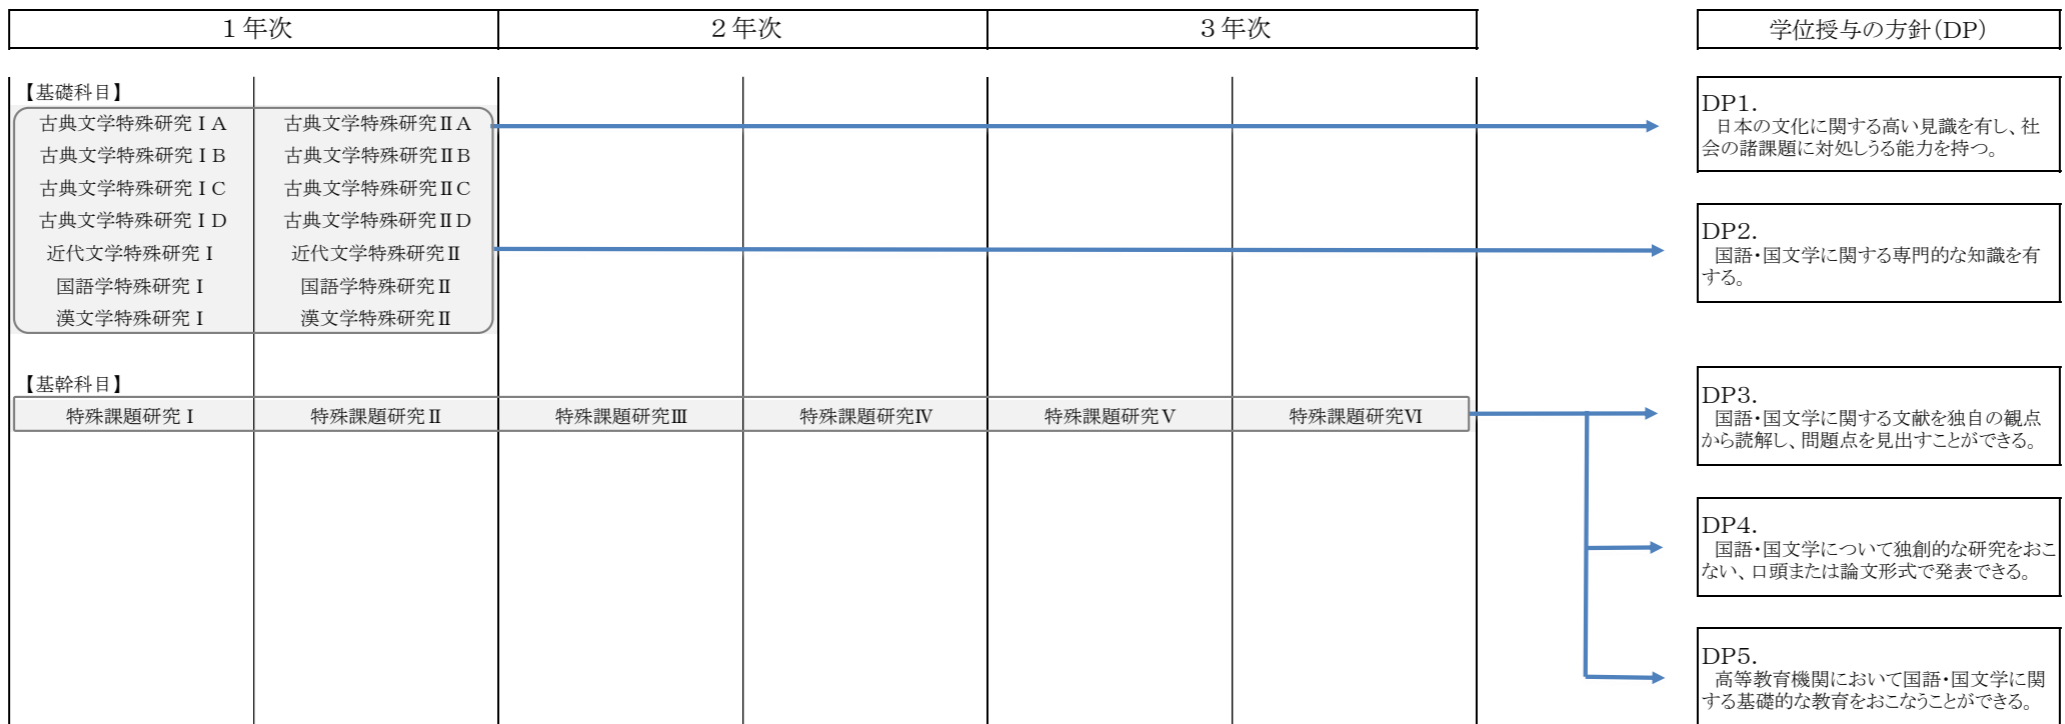 １年次
２年次
３年次
学位授与の方針(DP)
【基礎科目】
古典文学特殊研究ⅠA
古典文学特殊研究ⅡA
古典文学特殊研究ⅠB
古典文学特殊研究ⅡB
古典文学特殊研究ⅠC
古典文学特殊研究ⅡC
古典文学特殊研究ⅠD
古典文学特殊研究ⅡD
近代文学特殊研究Ⅰ
近代文学特殊研究Ⅱ
国語学特殊研究Ⅰ
国語学特殊研究Ⅱ
漢文学特殊研究Ⅰ
漢文学特殊研究Ⅱ
【基幹科目】
特殊課題研究Ⅰ
特殊課題研究Ⅱ
特殊課題研究Ⅲ
特殊課題研究Ⅳ
特殊課題研究Ⅴ
特殊課題研究Ⅵ
DP1.
日本の文化に関する高い見識を有し、社
会の諸課題に対処しうる能力を持つ。
DP2.
国語・国文学に関する専門的な知識を有
する。
DP3.
国語・国文学に関する文献を独自の観点
から読解し、問題点を見出すことができる。
DP4.
国語・国文学について独創的な研究をおこ
ない、口頭または論文形式で発表できる。
DP5.
高等教育機関において国語・国文学に関
する基礎的な教育をおこなうことができる。